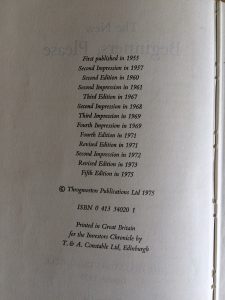 First published in 1955
Second Impression in 1957
Second Edition in 1960
Second Impression in 1961
Third Edition in 1967
Second Impression in 1968
Third Impression in 1969
Fourth Impression in 1969
Fourth Edition in 1971
Revised Edition in 1971
Second Impression in 1972
Revised Edition in 1973
Fifth Edition in 1975
© Throgmorton Publications Ltd 1975
ISBN 0 413 34020 1
Printed in Great Britain
for the Investors Chronicle by
T. & A. Constable Ltd, Edinburgh